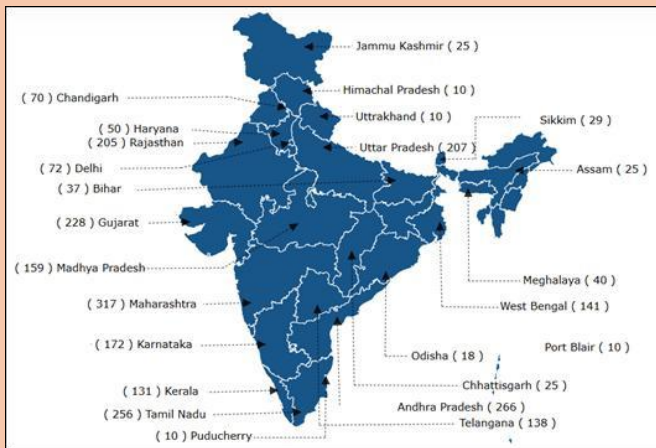 Jammu Kashmir ( 25 )
Himachal Pradesh ( 10 )
( 70 ) Chandigarh
Uttrakhand ( 10 )
Sikkim ( 29 )
( 50 ) Haryana
( 205 ) Rajasthan
Uttar Pradesh ( 207 )
( 72 ) Delhi
Assam ( 25 )
( 37 ) Bihar
( 228 ) Gujarat
( 159 ) Madhya Pradesh
Meghalaya ( 40 )
( 317 ) Maharashtra
West Bengal ( 141 )
( 172 ) Karnataka
Port Blair ( 10 )
Odisha ( 18 )
( 131 ) Kerala
Chhattisgarh ( 25 )
( 256 ) Tamil Nadu
Andhra Pradesh ( 266 )
Telangana ( 138 )
( 10 ) Puducherry